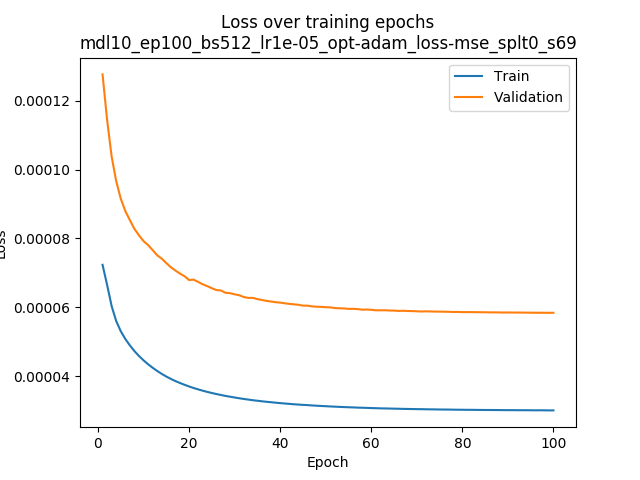 Loss over training epochs
mdl10_ep100_bs512_lr1e-05_opt-adam_loss-mse_splt0_s69
Train
Validation
0.00012
0.00010
0.00008
0.00006
0.00004
Loss
0 20 40 60 80 100
Epoch